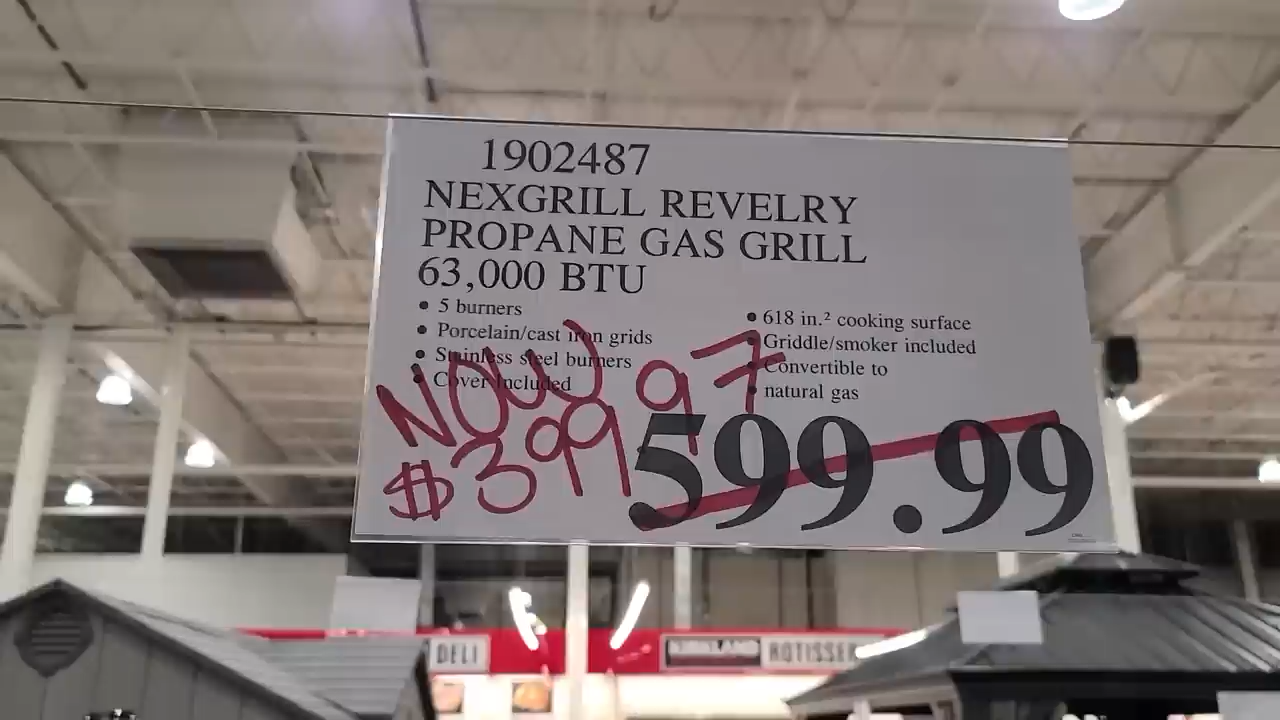 1902487
NEXGRILL REVELRY
PROPANE GAS GRILL
63,000 BTU
• 5 burners
• Porcelain/cast iron grids
• Stainless steel burners
• Cover included
• 618 in.² cooking surface
• Griddle/smoker included
• Convertible to
• natural gas
NOW
$399 97
599.99
DELI
KIRKLAND
ROTISSE